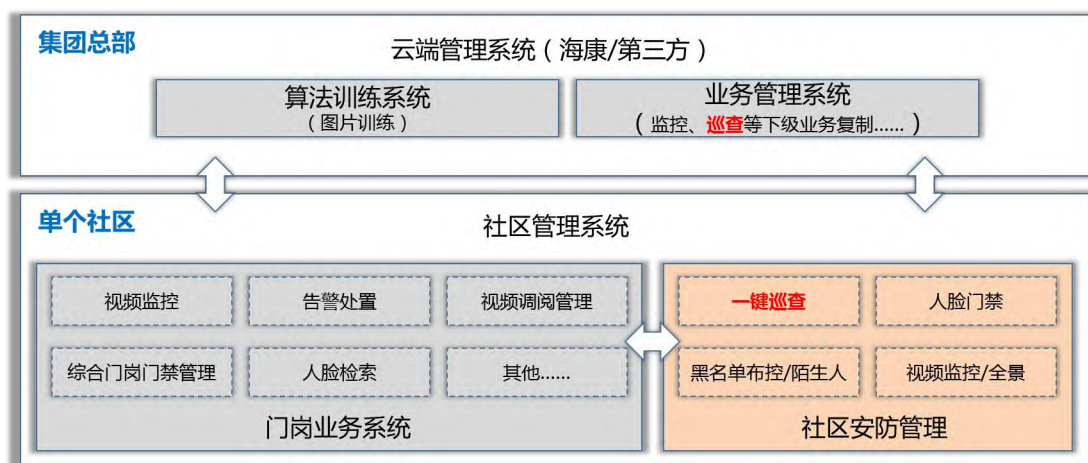 集团总部
云端管理系统（海康/第三方）
算法训练系统
（图片训练）
业务管理系统
（监控、巡查等下级业务复制......）
单个社区
社区管理系统
视频监控
告警处置
视频调阅管理
综合门岗门禁管理
人脸检索
其他......
门岗业务系统
一键巡查
人脸门禁
黑名单布控/陌生人
视频监控/全景
社区安防管理